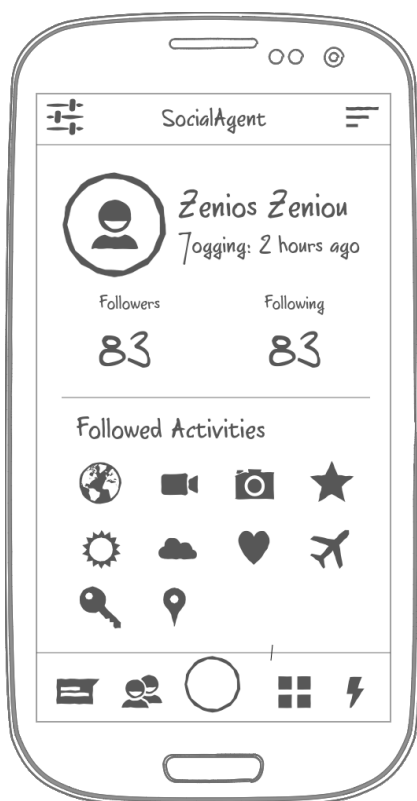 SocialAgent
Zenios Zeniou
Jogging: 2 hours ago
Followers Following
83 83
Followed Activities